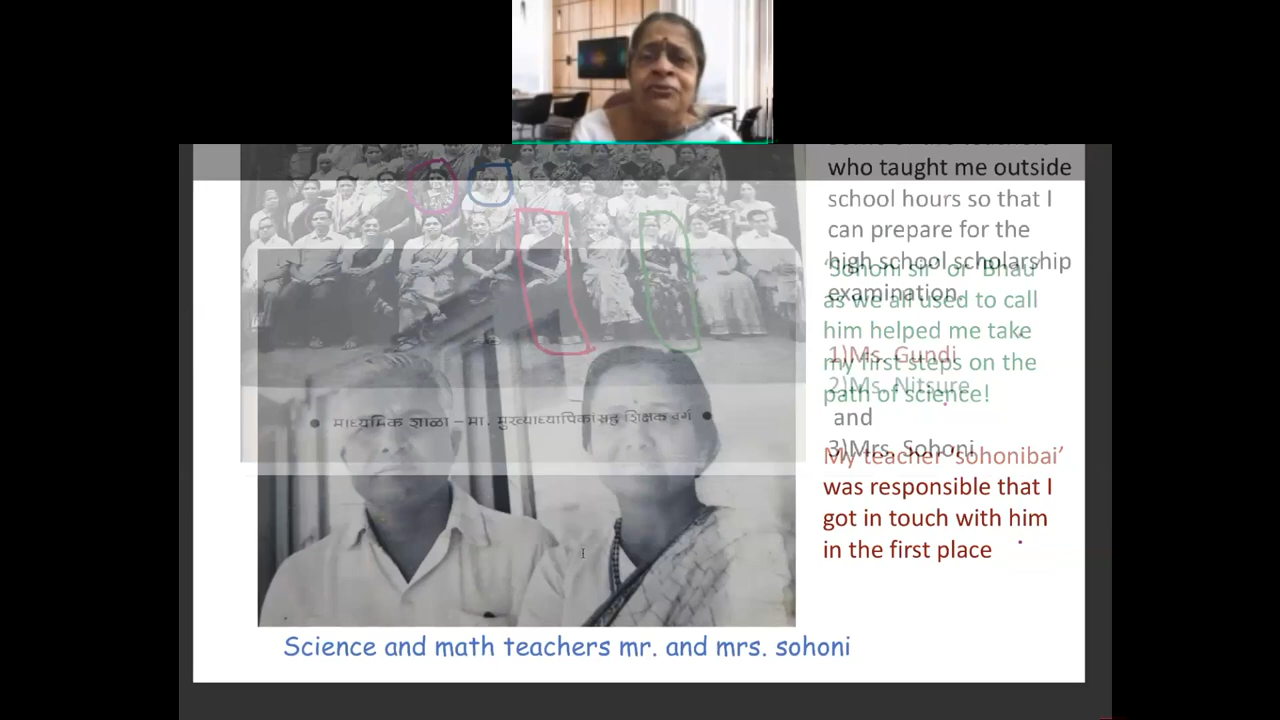 who taught me outside
school hours so that I
can prepare for the
high school scholarship
examination.
1)Ms. Gundi
2)Ms. Nitsure
and
3)Mrs. Sohoni
'Sohoni sir' or 'Bhau'
as we all used to call
him helped me take
my first steps on the
path of science!
My teacher 'sohonibai'
was responsible that I
got in touch with him
in the first place
• माध्यमिक शाळा – मा. मुख्याध्यापिका सह शिक्षक वर्ग •
Science and math teachers mr. and mrs. sohoni